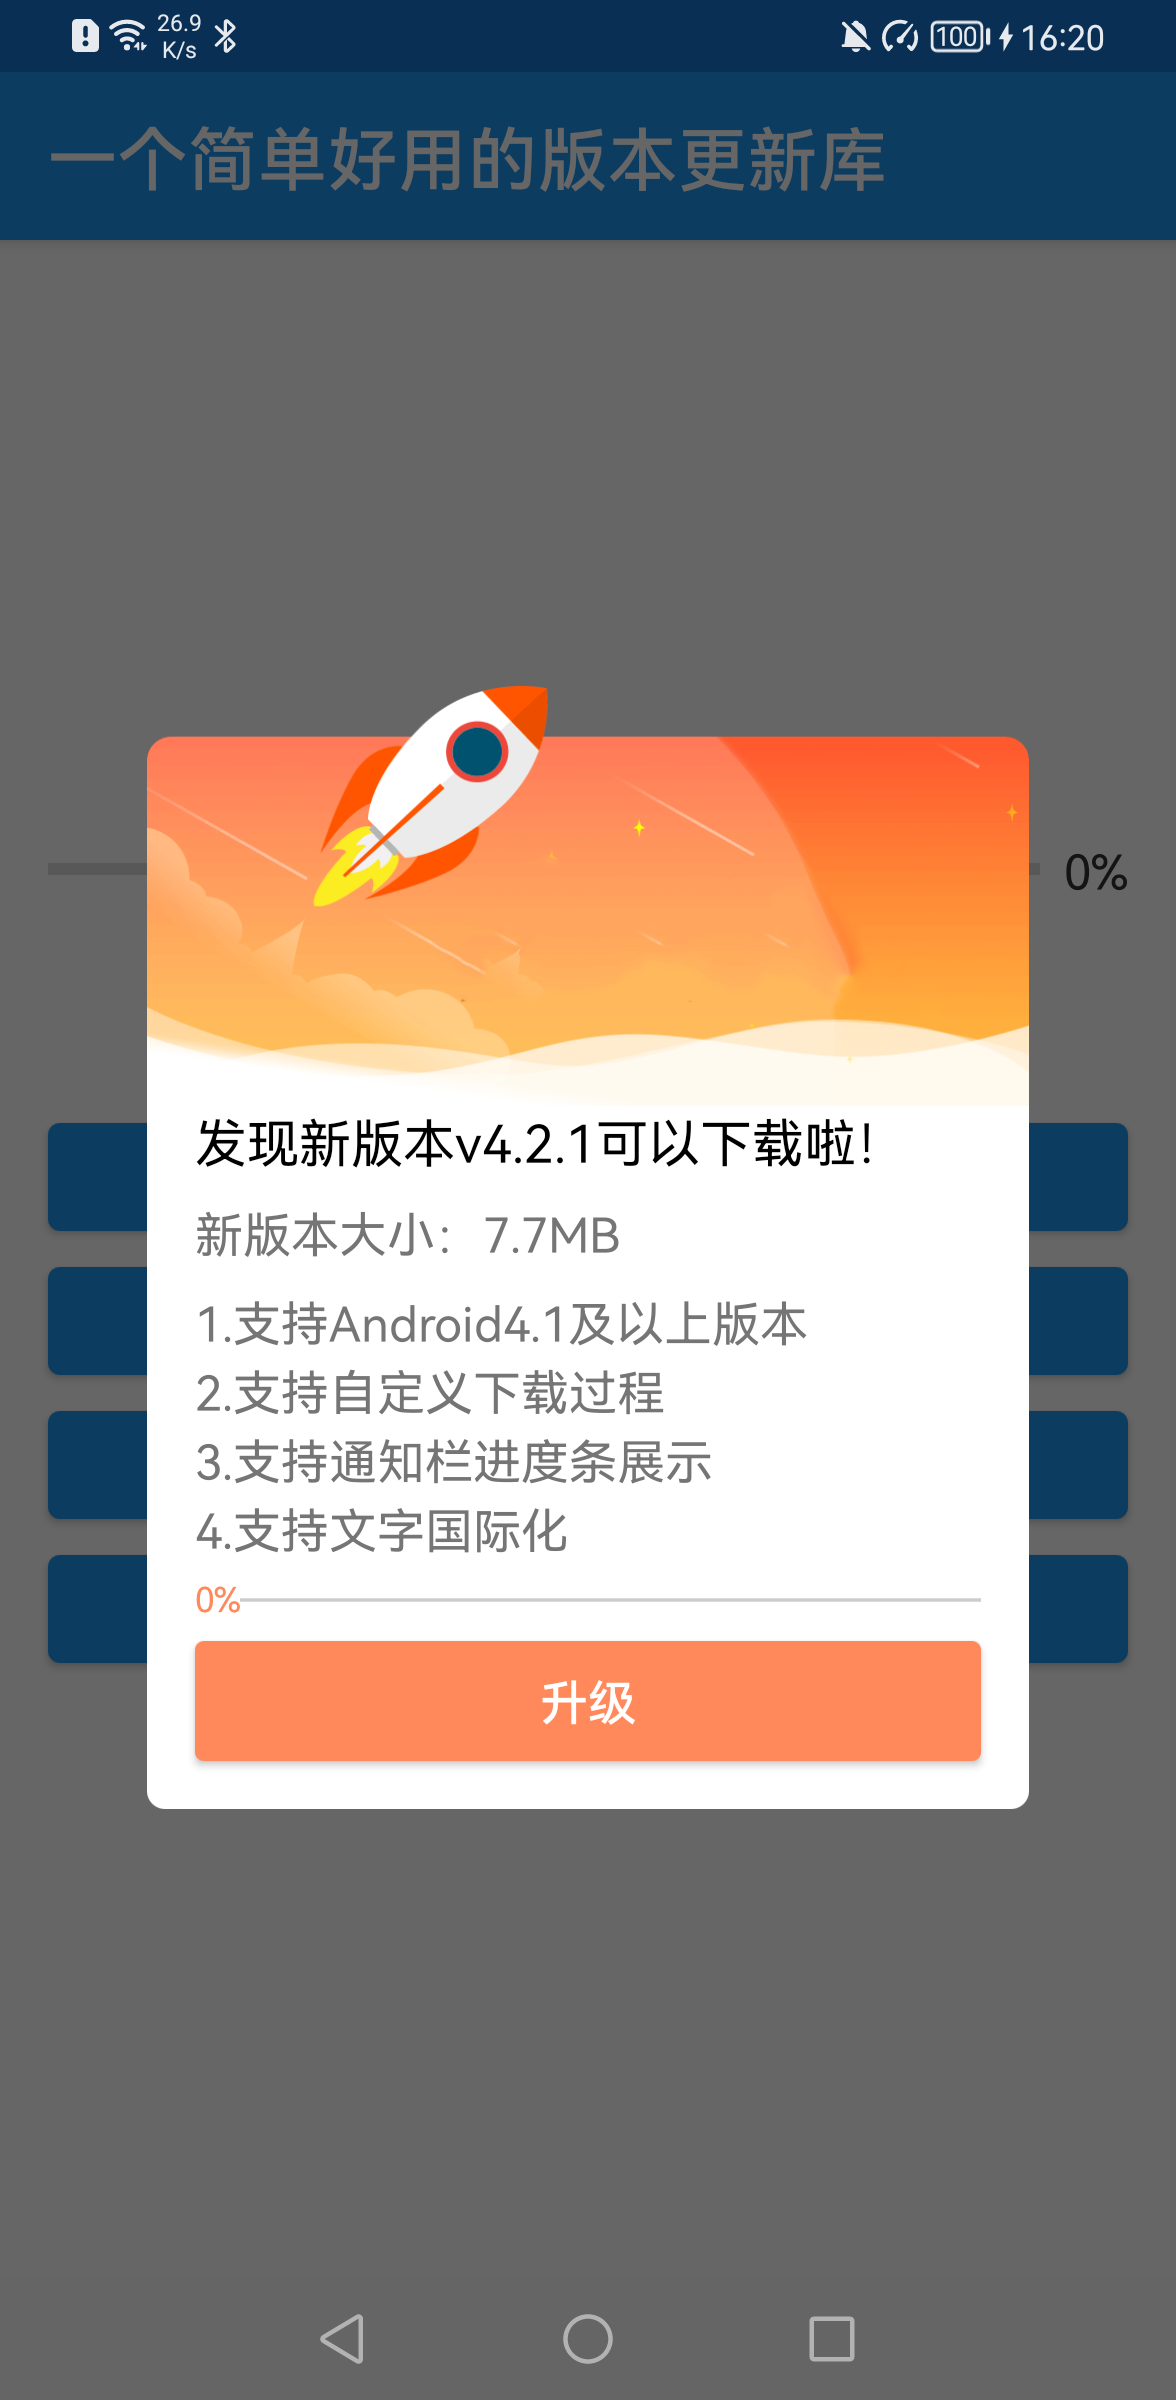 26.9
K/s
100
16:20
一个简单好用的版本更新库
0%
发现新版本v4.2.1可以下载啦！
新版本大小：7.7MB
1.支持Android4.1及以上版本
2.支持自定义下载过程
3.支持通知栏进度条展示
4.支持文字国际化
0%
升级